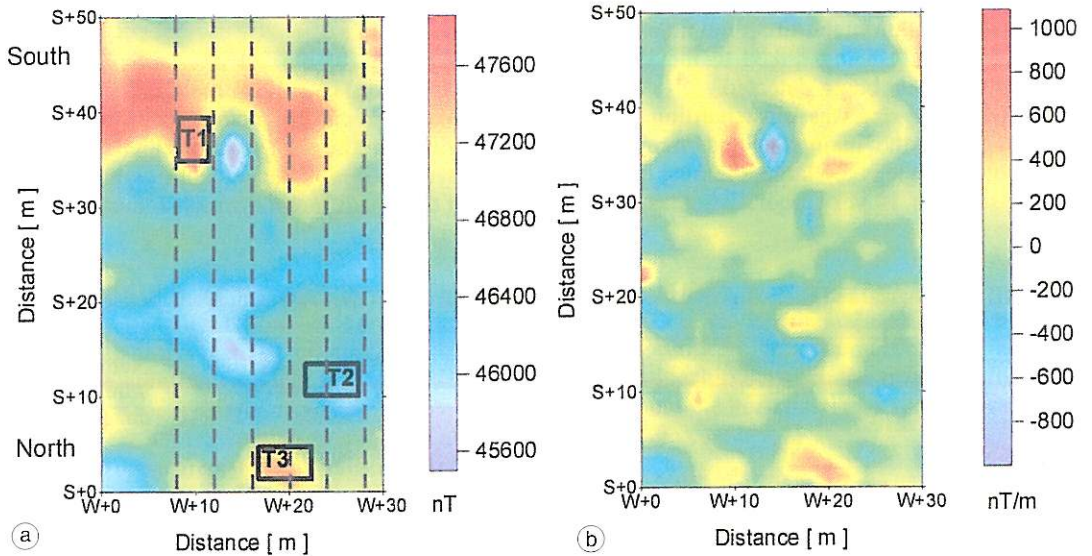 S+50
South
S+40
T1
S+30
Distance [ m ]
S+20
T2
S+10
North
T3
S+0
W+0 W+10 W+20 W+30
Distance [ m ]
a
47600
47200
46800
46400
46000
45600
nT
S+50
S+40
S+30
Distance [ m ]
S+20
S+10
S+0
W+0 W+10 W+20 W+30
Distance [ m ]
b
1000
800
600
400
200
0
-200
-400
-600
-800
nT/m